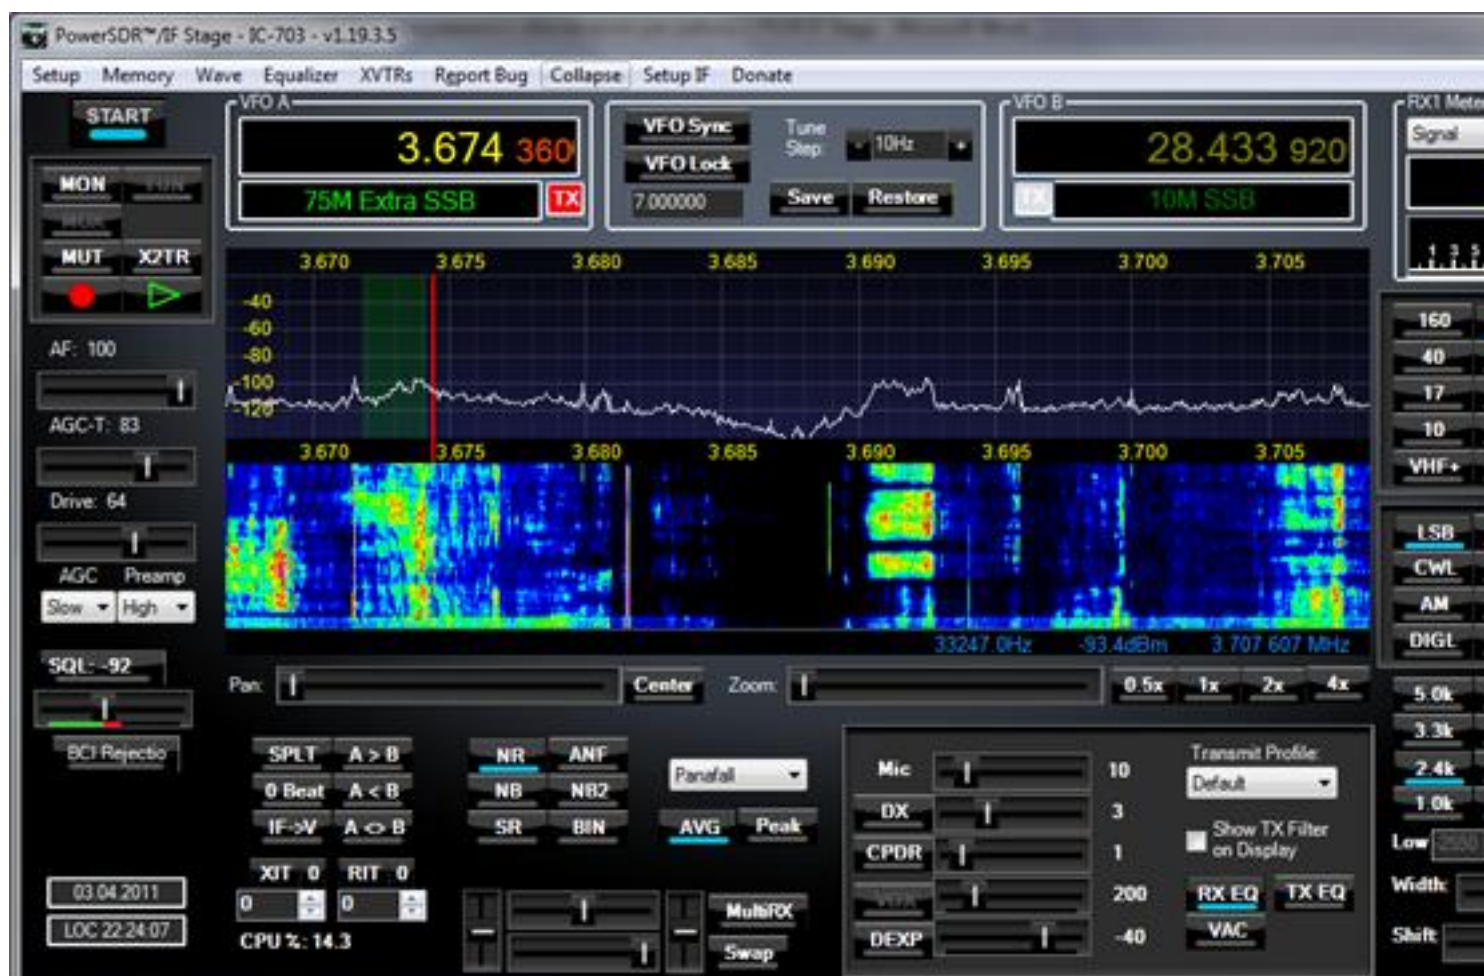 PowerSDR™/IF Stage - IC-703 - v1.19.3.5
Setup Memory Wave Equalizer XVTRs Report Bug Collapse Setup IF Donate
START
VFO A
3.674 360
75M Extra SSB TX
VFO Sync
VFO Lock
7.000000
Tune
Step:
- 10Hz +
Save Restore
VFO B
28.433 920
TX 10M SSB
RX1 Mete
Signal
1 3 5
MON TUN
MOX
MUT X2TR
3.670 3.675 3.680 3.685 3.690 3.695 3.700 3.705
-40
-60
-80
-100
-120
3.670 3.675 3.680 3.685 3.690 3.695 3.700 3.705
33247.0Hz -93.4dBm 3.707 607 MHz
AF: 100
AGC-T: 83
Drive: 64
AGC Preamp
Slow High
SQL: -92
BCI Rejectio
03.04.2011
LOC 22:24:07
160
40
17
10
VHF+
LSB
CWL
AM
DIGL
5.0k
3.3k
2.4k
1.0k
Low
Width:
Shift:
Pan: Center Zoom: 0.5x 1x 2x 4x
SPLT A > B
0 Beat A < B
IF->V A <> B
XIT 0 RIT 0
0 0
CPU %: 14.3
NR ANF
NB NB2
SR BIN
Panafall
AVG Peak
MultiRX
Swap
Mic 10
DX 3
CPDR 1
VOX 200
DEXP -40
Transmit Profile:
Default
Show TX Filter
on Display
RX EQ TX EQ
VAC